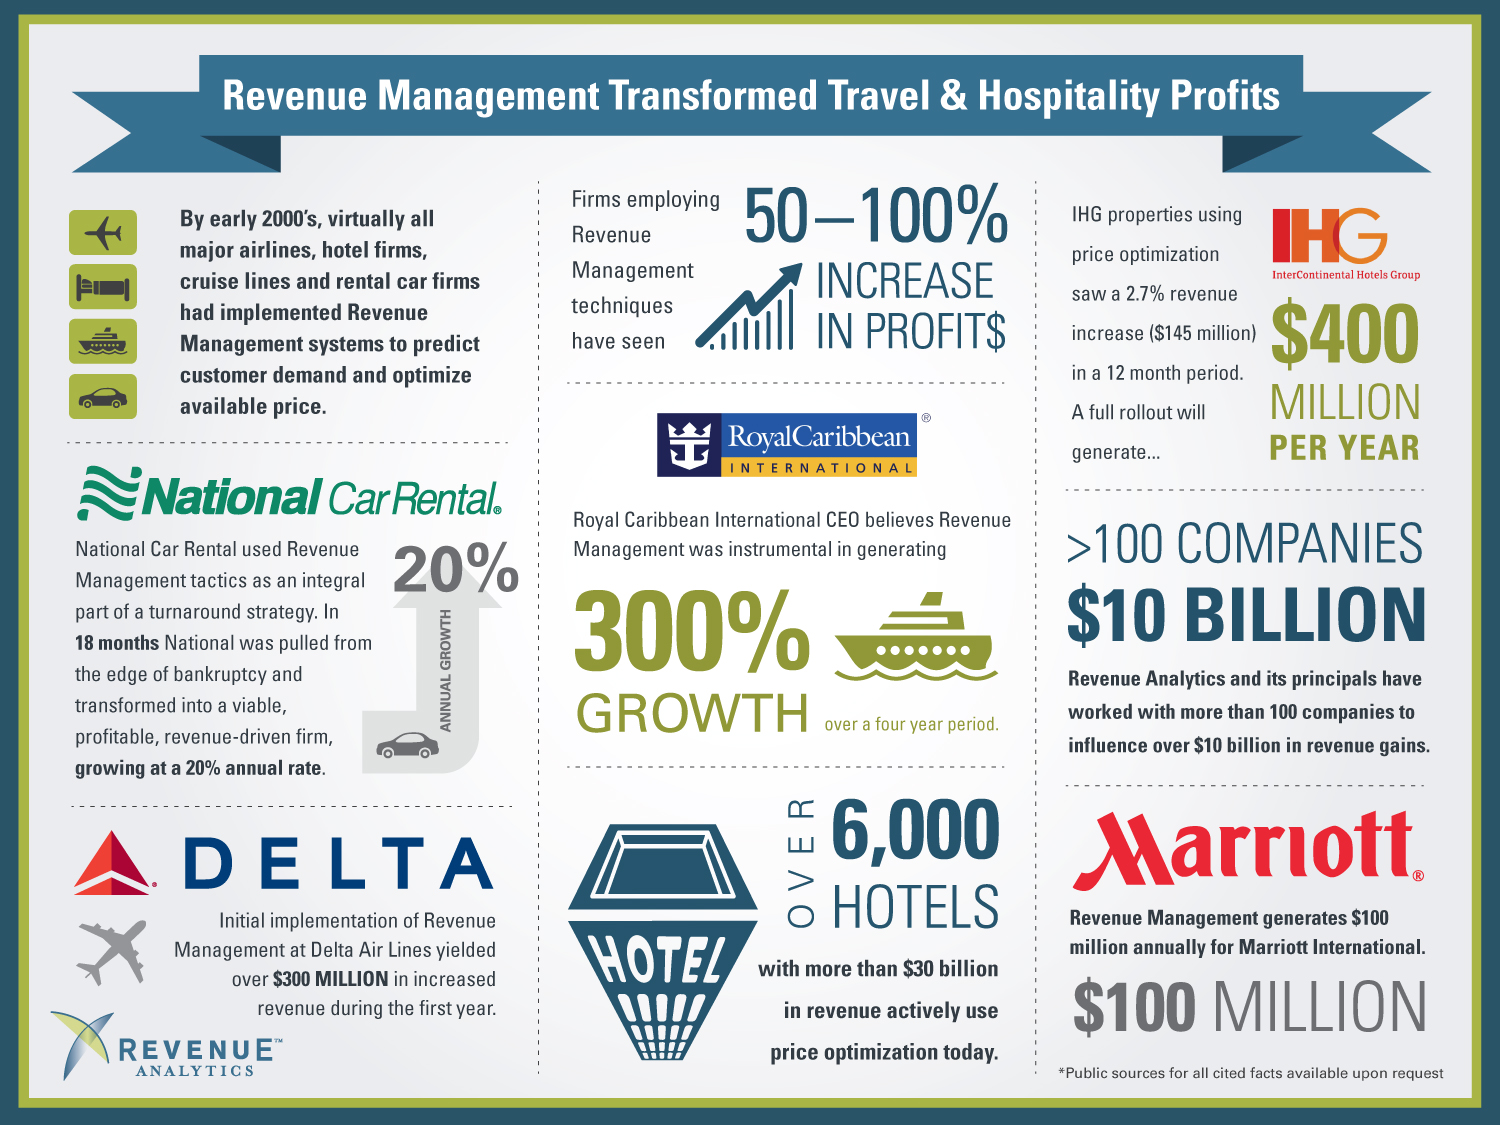 Revenue Management Transformed Travel & Hospitality Profits
By early 2000's, virtually all
major airlines, hotel firms,
cruise lines and rental car firms
had implemented Revenue
Management systems to predict
customer demand and optimize
available price.
National Car Rental®
National Car Rental used Revenue
Management tactics as an integral
part of a turnaround strategy. In
18 months National was pulled from
the edge of bankruptcy and
transformed into a viable,
profitable, revenue-driven firm,
growing at a 20% annual rate.
20%
ANNUAL GROWTH
DELTA
Initial implementation of Revenue
Management at Delta Air Lines yielded
over $300 MILLION in increased
revenue during the first year.
REVENUE™
ANALYTICS
Firms employing
Revenue
Management
techniques
have seen
50–100%
INCREASE
IN PROFIT$
RoyalCaribbean®
INTERNATIONAL
Royal Caribbean International CEO believes Revenue
Management was instrumental in generating
300%
GROWTH
over a four year period.
HOTEL
OVER
6,000
HOTELS
with more than $30 billion
in revenue actively use
price optimization today.
IHG properties using
price optimization
saw a 2.7% revenue
increase ($145 million)
in a 12 month period.
A full rollout will
generate...
IHG
InterContinental Hotels Group
$400
MILLION
PER YEAR
>100 COMPANIES
$10 BILLION
Revenue Analytics and its principals have
worked with more than 100 companies to
influence over $10 billion in revenue gains.
Marriott®
Revenue Management generates $100
million annually for Marriott International.
$100 MILLION
*Public sources for all cited facts available upon request